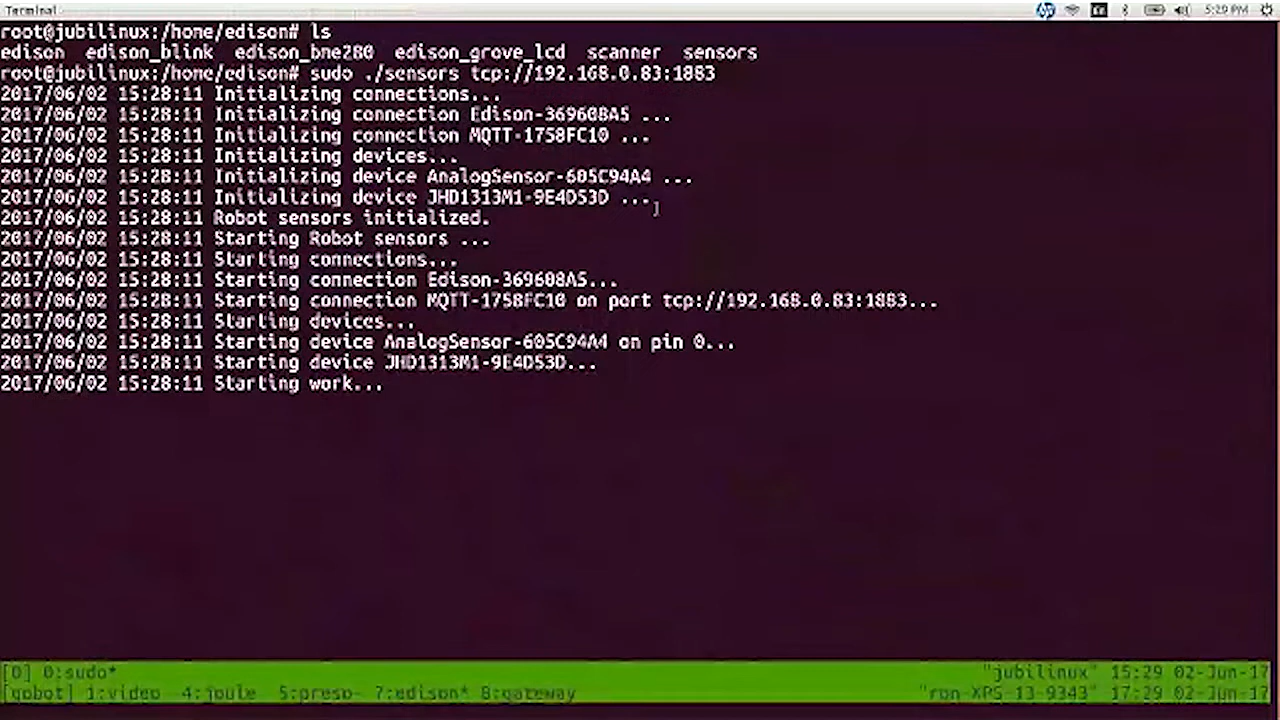 Terminal
5:29 PM
root@jubilinux:/home/edison# ls
edison edison_blink edison_bme280 edison_grove_lcd scanner sensors
root@jubilinux:/home/edison# sudo ./sensors tcp://192.168.0.83:1883
2017/06/02 15:28:11 Initializing connections...
2017/06/02 15:28:11 Initializing connection Edison-369608A5 ...
2017/06/02 15:28:11 Initializing connection MQTT-1758FC10 ...
2017/06/02 15:28:11 Initializing devices...
2017/06/02 15:28:11 Initializing device AnalogSensor-605C94A4 ...
2017/06/02 15:28:11 Initializing device JHD1313M1-9E4D53D ...
2017/06/02 15:28:11 Robot sensors initialized.
2017/06/02 15:28:11 Starting Robot sensors ...
2017/06/02 15:28:11 Starting connections...
2017/06/02 15:28:11 Starting connection Edison-369608A5...
2017/06/02 15:28:11 Starting connection MQTT-1758FC10 on port tcp://192.168.0.83:1883...
2017/06/02 15:28:11 Starting devices...
2017/06/02 15:28:11 Starting device AnalogSensor-605C94A4 on pin 0...
2017/06/02 15:28:11 Starting device JHD1313M1-9E4D53D...
2017/06/02 15:28:11 Starting work...
[0] 0:sudo* "jubilinux" 15:29 02-Jun-17
[gobot] 1:video 4:joule 5:preso- 7:edison* 8:gateway "ron-XPS-13-9343" 17:29 02-Jun-17